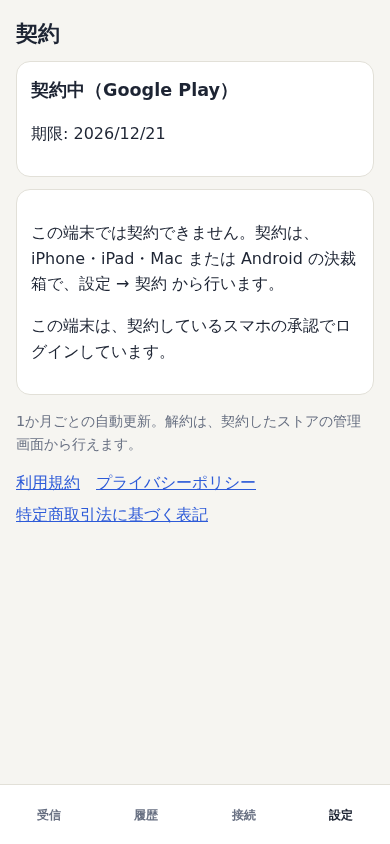 契約
契約中（Google Play）
期限: 2026/12/21
この端末では契約できません。契約は、
iPhone・iPad・Mac または Android の決裁
箱で、設定 → 契約 から行います。
この端末は、契約しているスマホの承認でロ
グインしています。
1か月ごとの自動更新。解約は、契約したストアの管理
画面から行えます。
利用規約 プライバシーポリシー
特定商取引法に基づく表記
受信 履歴 接続 設定